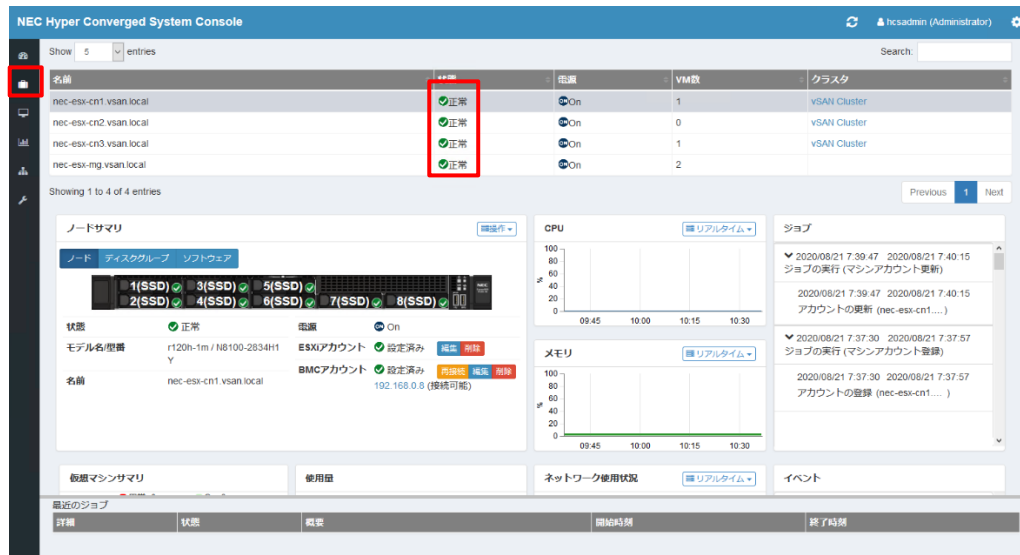 NEC Hyper Converged System Console
hcsadmin (Administrator)
Show 5 entries
Search:
名前 状態 電源 VM数 クラスタ
nec-esx-cn1.vsan.local 正常 On 1 vSAN Cluster
nec-esx-cn2.vsan.local 正常 On 0 vSAN Cluster
nec-esx-cn3.vsan.local 正常 On 1 vSAN Cluster
nec-esx-mg.vsan.local 正常 On 2
Showing 1 to 4 of 4 entries
Previous 1 Next
ノードサマリ
操作
ノード ディスクグループ ソフトウェア
1(SSD) 3(SSD) 5(SSD)
2(SSD) 4(SSD) 6(SSD) 7(SSD) 8(SSD)
状態 正常 電源 On
モデル名/型番 r120h-1m / N8100-2834H1
Y
ESXiアカウント 設定済み 編集 削除
BMCアカウント 設定済み 再接続 編集 削除
192.168.0.8 (接続可能)
名前 nec-esx-cn1.vsan.local
CPU リアルタイム
100
80
60
%
40
20
0
09:45 10:00 10:15 10:30
メモリ リアルタイム
100
80
60
%
40
20
0
09:45 10:00 10:15 10:30
ジョブ
2020/08/21 7:39:47 2020/08/21 7:40:15
ジョブの実行 (マシンアカウント更新)
2020/08/21 7:39:47 2020/08/21 7:40:15
アカウントの更新 (nec-esx-cn1.... )
2020/08/21 7:37:30 2020/08/21 7:37:57
ジョブの実行 (マシンアカウント登録)
2020/08/21 7:37:30 2020/08/21 7:37:57
アカウントの登録 (nec-esx-cn1.... )
仮想マシンサマリ
使用量
ネットワーク使用状況 リアルタイム
イベント
最近のジョブ
詳細 状態 概要 開始時刻 終了時刻